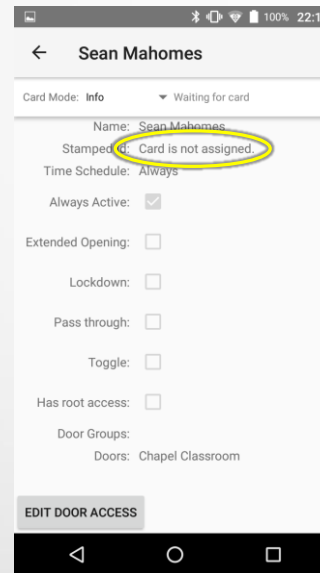 100% 22:1
Sean Mahomes
Card Mode: Info Waiting for card
Name: Sean Mahomes
Card is not assigned.
Time Schedule: Always
Always Active:
Extended Opening:
Lockdown:
Pass through:
Toggle:
Has root access:
Door Groups:
Doors: Chapel Classroom
EDIT DOOR ACCESS